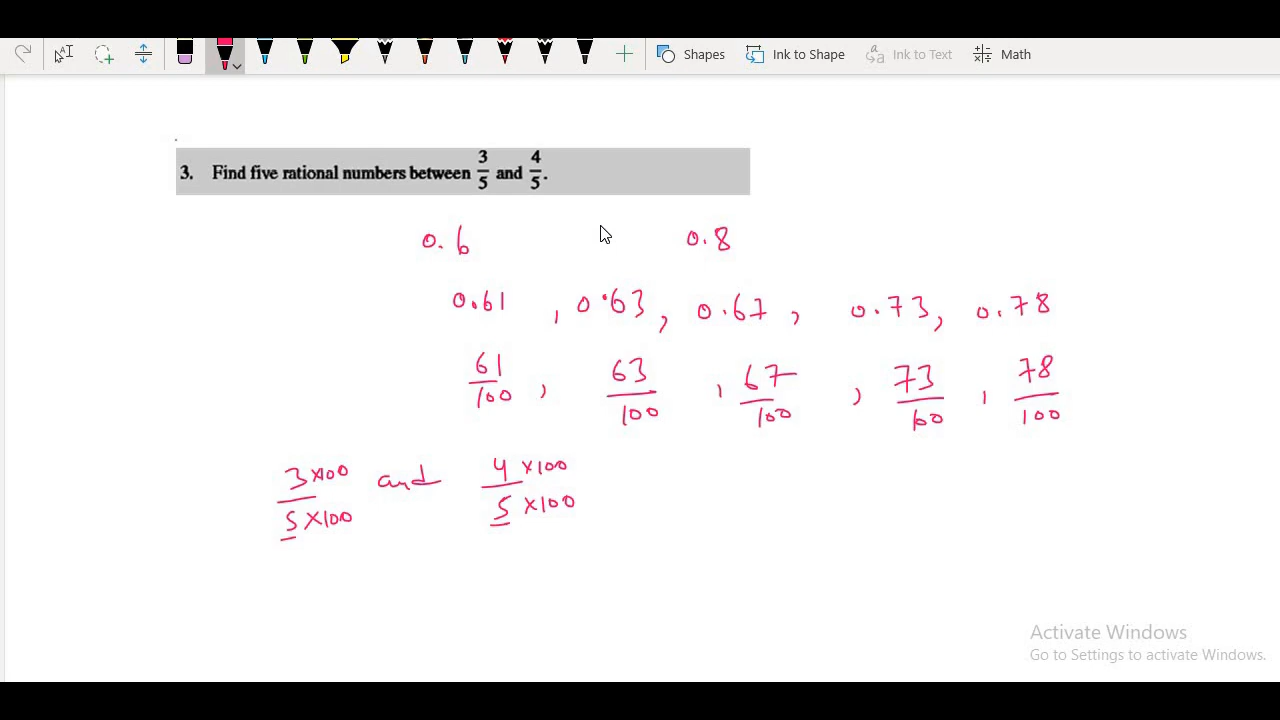 Shapes Ink to Shape Ink to Text Math
3. Find five rational numbers between 3/5 and 4/5.
0.6 0.8
0.61 , 0.63 , 0.67 , 0.73 , 0.78
61/100 , 63/100 , 67/100 , 73/100 , 78/100
3×100/5×100 and 4×100/5×100
Activate Windows
Go to Settings to activate Windows.